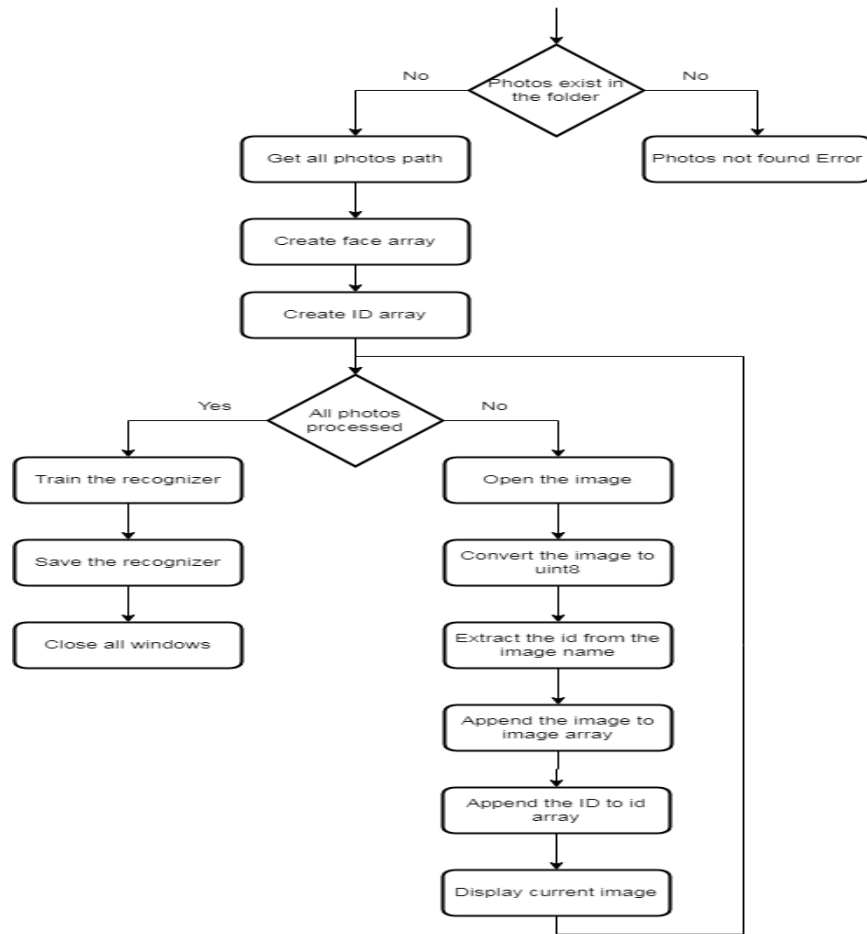 No
No
Photos exist in
the folder
Get all photos path
Photos not found Error
Create face array
Create ID array
Yes
No
All photos
processed
Train the recognizer
Open the image
Save the recognizer
Convert the image to
uint8
Close all windows
Extract the id from the
image name
Append the image to
image array
Append the ID to id
array
Display current image